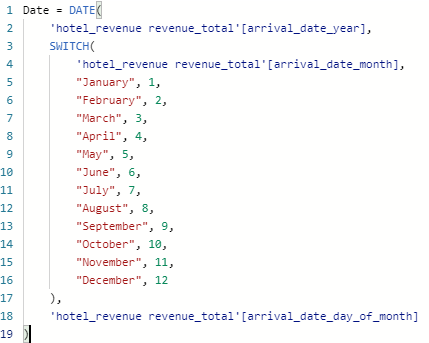 1 Date = DATE(
2 'hotel_revenue revenue_total'[arrival_date_year],
3 SWITCH(
4 'hotel_revenue revenue_total'[arrival_date_month],
5 "January", 1,
6 "February", 2,
7 "March", 3,
8 "April", 4,
9 "May", 5,
10 "June", 6,
11 "July", 7,
12 "August", 8,
13 "September", 9,
14 "October", 10,
15 "November", 11,
16 "December", 12
17 ),
18 'hotel_revenue revenue_total'[arrival_date_day_of_month]
19 )